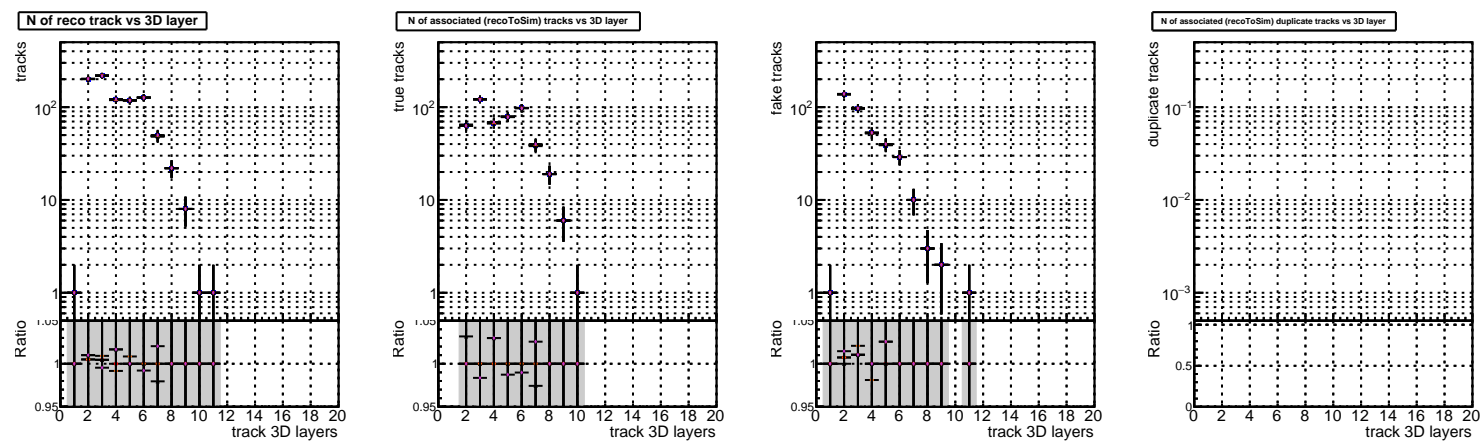 N of reco track vs 3D layer
tracks
10²
10
1
Ratio
1.05
1
0.95
0 2 4 6 8 10 12 14 16 18 20
track 3D layers
N of associated (recoToSim) tracks vs 3D layer
true tracks
10²
10
1
Ratio
1.05
1
0.95
0 2 4 6 8 10 12 14 16 18 20
track 3D layers
fake tracks
10²
10
1
Ratio
1.05
1
0.95
0 2 4 6 8 10 12 14 16 18 20
track 3D layers
N of associated (recoToSim) duplicate tracks vs 3D layer
duplicate tracks
10⁻¹
10⁻²
10⁻³
Ratio
1
0.5
0
0 2 4 6 8 10 12 14 16 18 20
track 3D layers